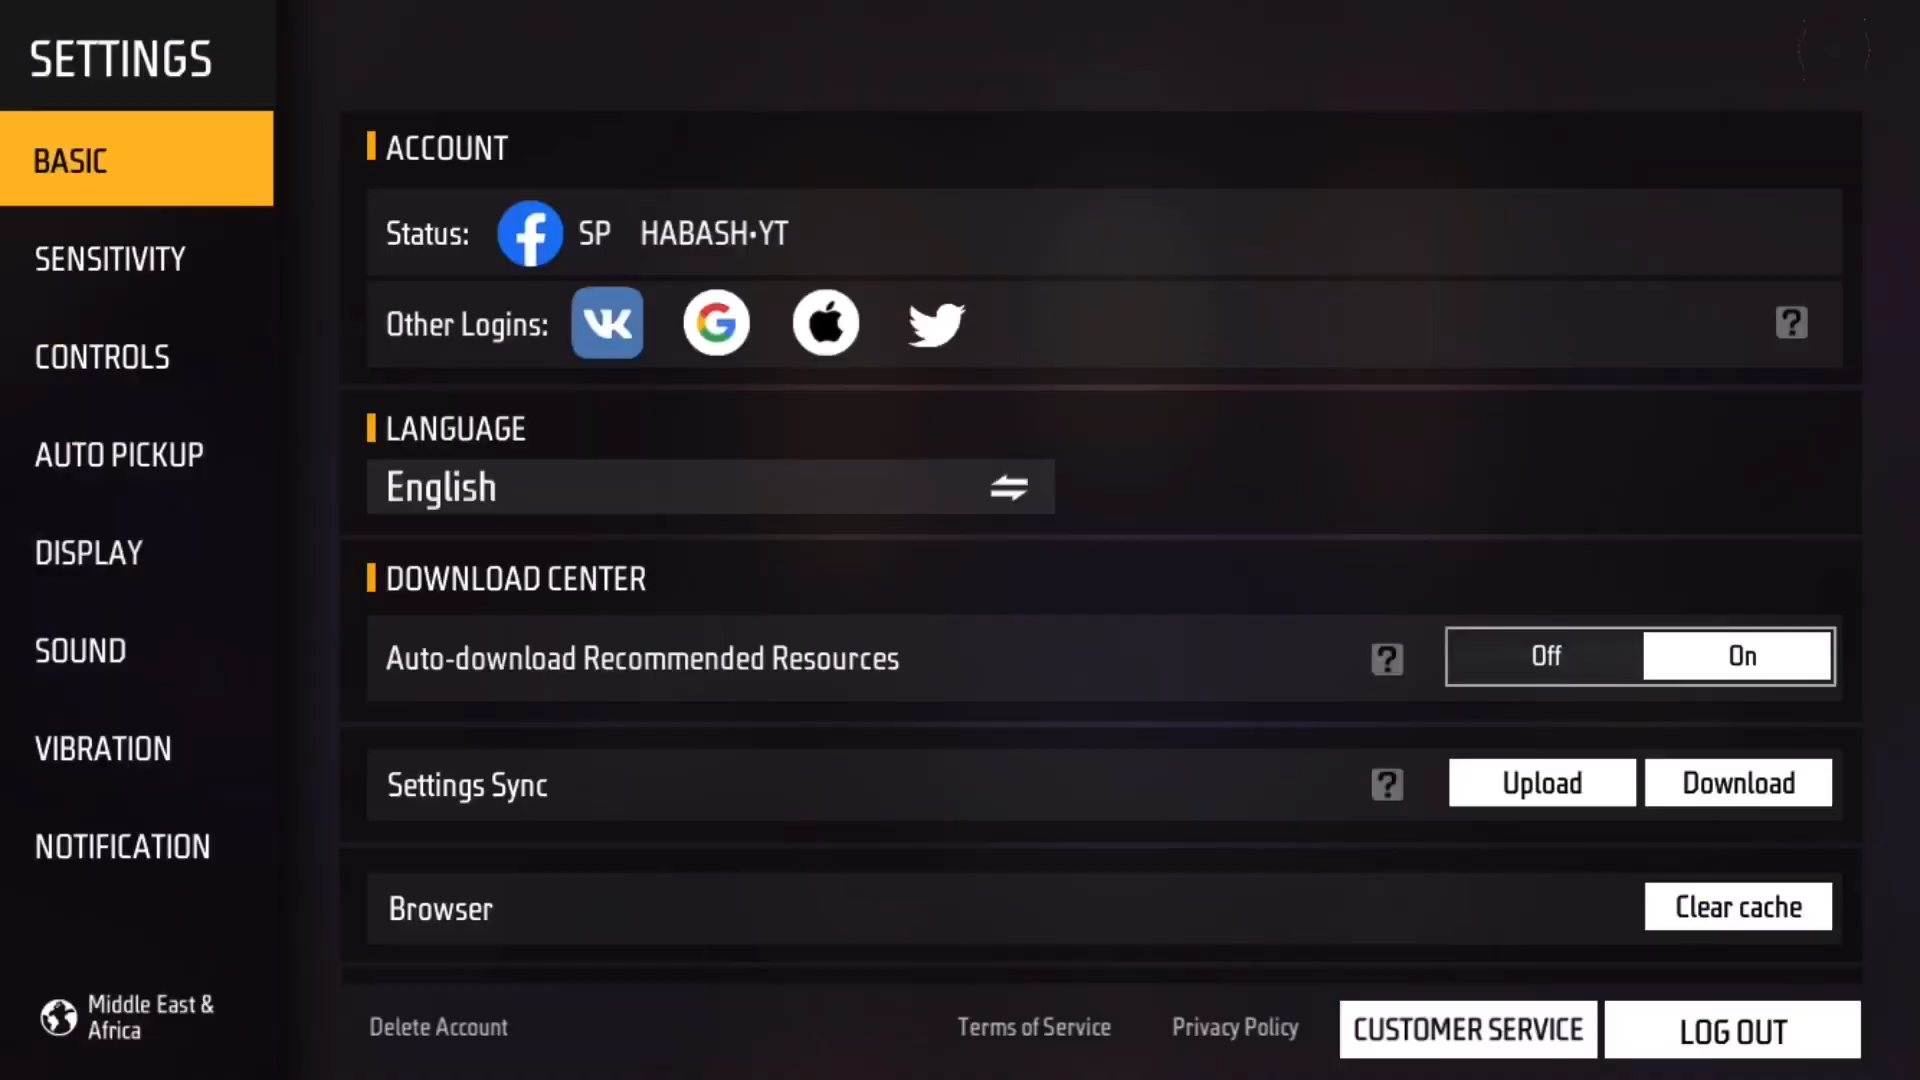 SETTINGS
BASIC
SENSITIVITY
CONTROLS
AUTO PICKUP
DISPLAY
SOUND
VIBRATION
NOTIFICATION
Middle East &
Africa
ACCOUNT
Status: SP HABASH•YT
Other Logins: ?
LANGUAGE
English
DOWNLOAD CENTER
Auto-download Recommended Resources ? Off On
Settings Sync ? Upload Download
Browser Clear cache
Delete Account Terms of Service Privacy Policy CUSTOMER SERVICE LOG OUT